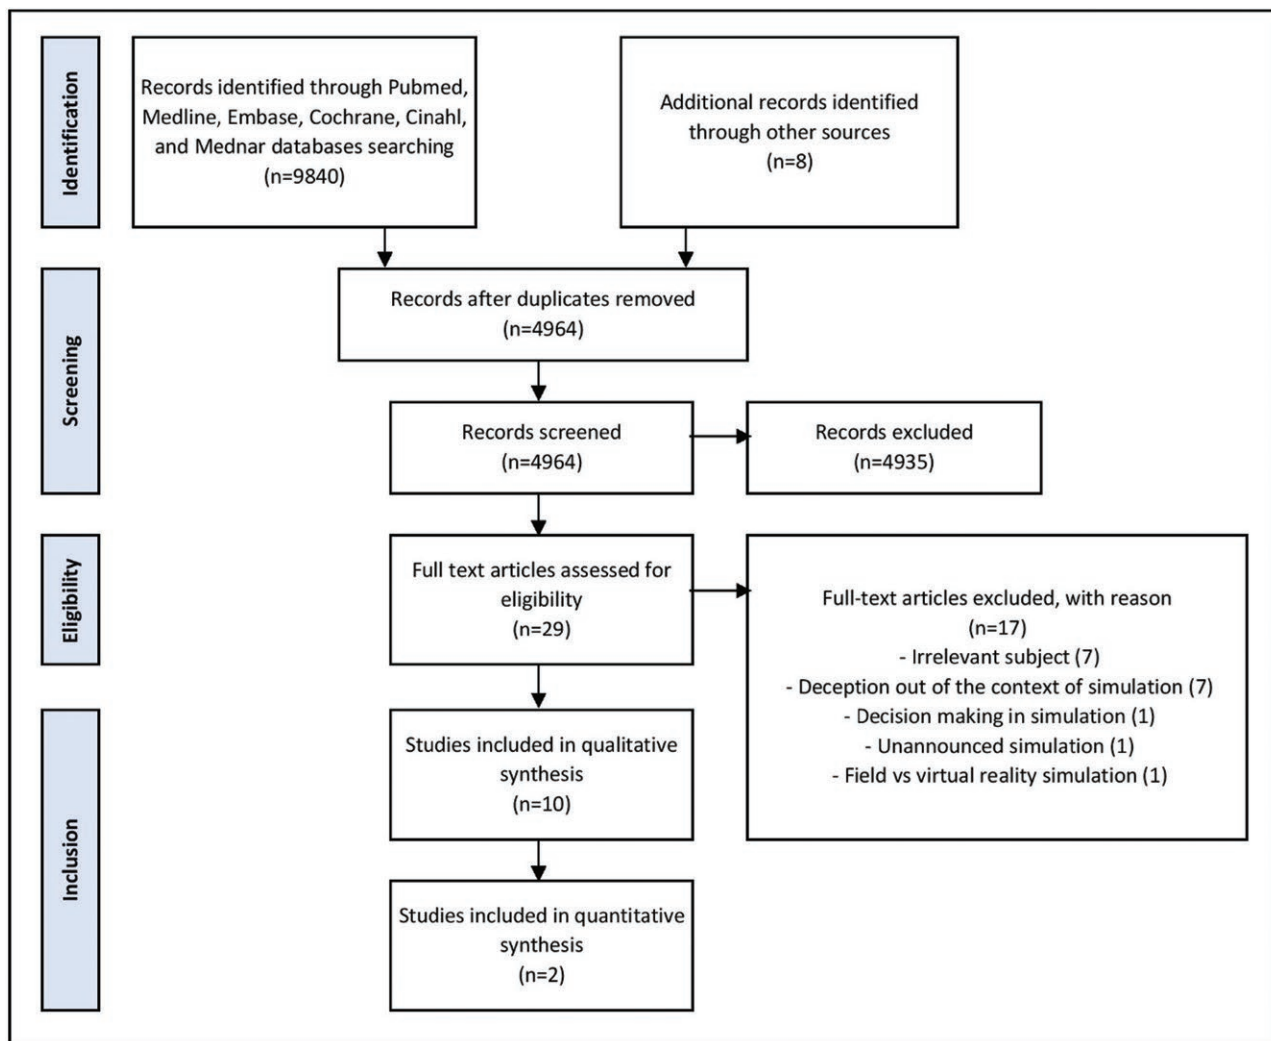 Identification
Records identified through Pubmed,
Medline, Embase, Cochrane, Cinahl,
and Mednar databases searching
(n=9840)
Additional records identified
through other sources
(n=8)
Screening
Records after duplicates removed
(n=4964)
Records screened
(n=4964)
Records excluded
(n=4935)
Eligibility
Full text articles assessed for
eligibility
(n=29)
Full-text articles excluded, with reason
(n=17)
- Irrelevant subject (7)
- Deception out of the context of simulation (7)
- Decision making in simulation (1)
- Unannounced simulation (1)
- Field vs virtual reality simulation (1)
Inclusion
Studies included in qualitative
synthesis
(n=10)
Studies included in quantitative
synthesis
(n=2)